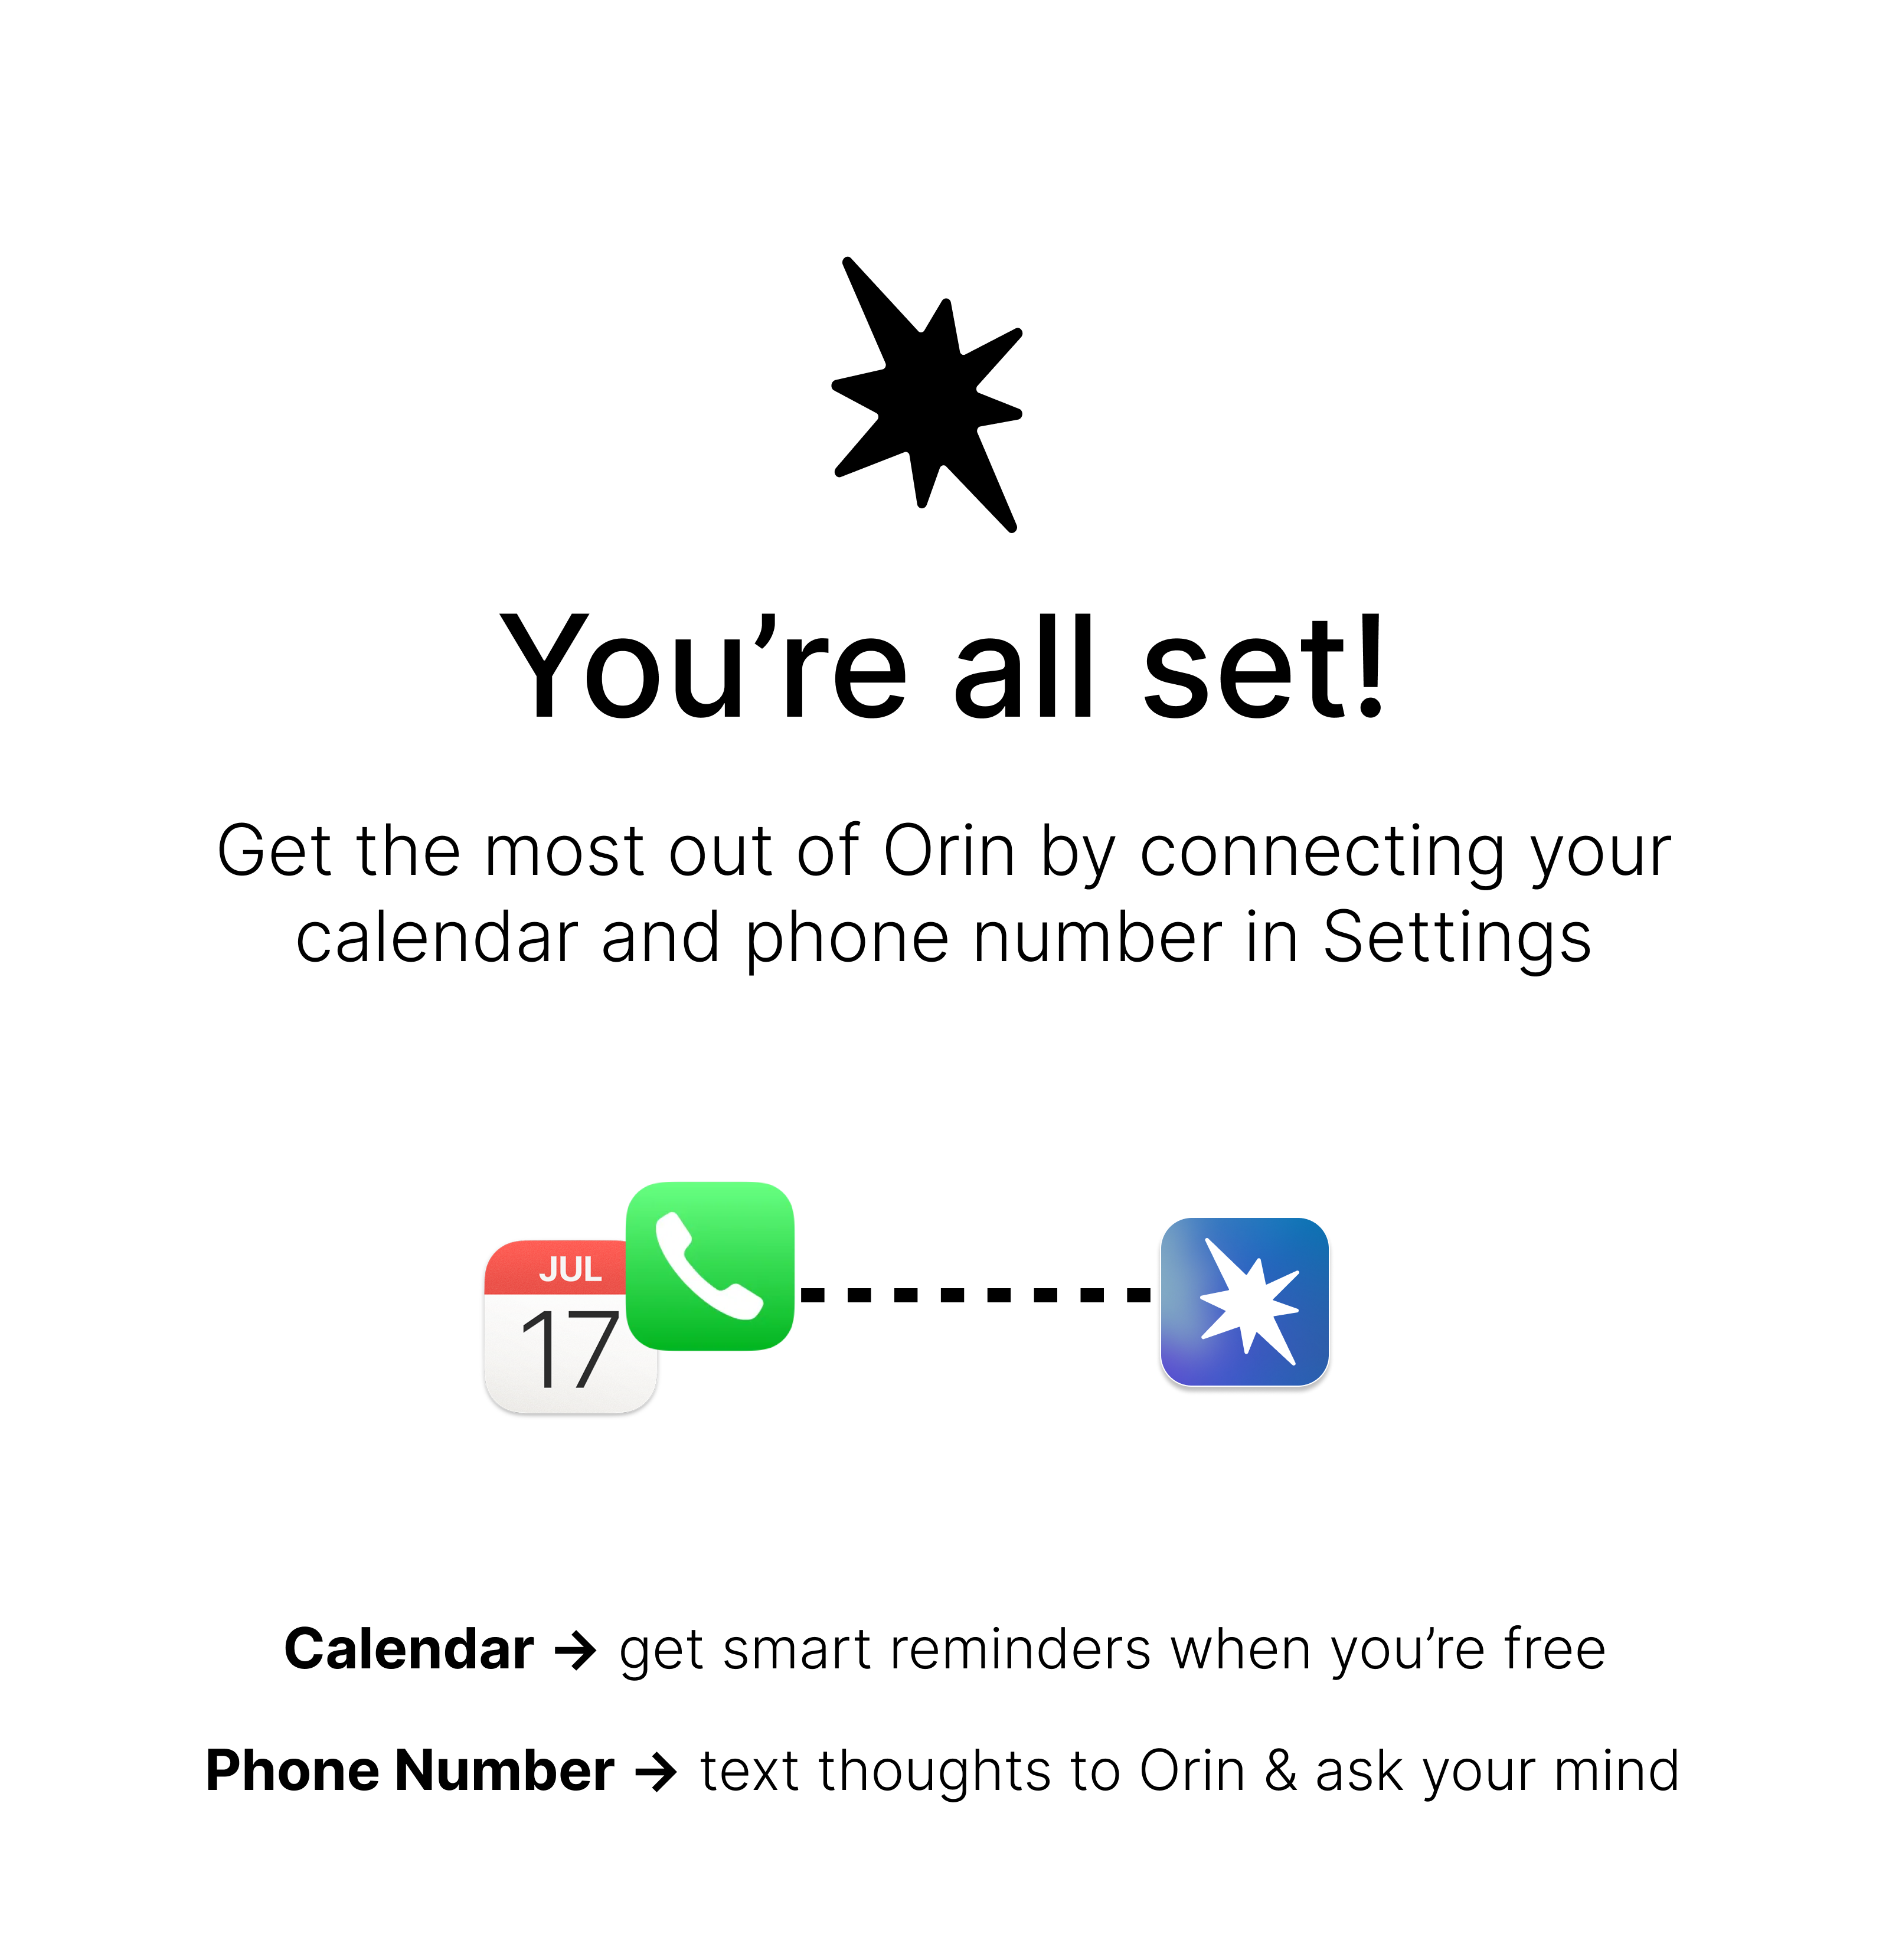 You’re all set!
Get the most out of Orin by connecting your
calendar and phone number in Settings
JUL
17
Calendar → get smart reminders when you’re free
Phone Number → text thoughts to Orin & ask your mind